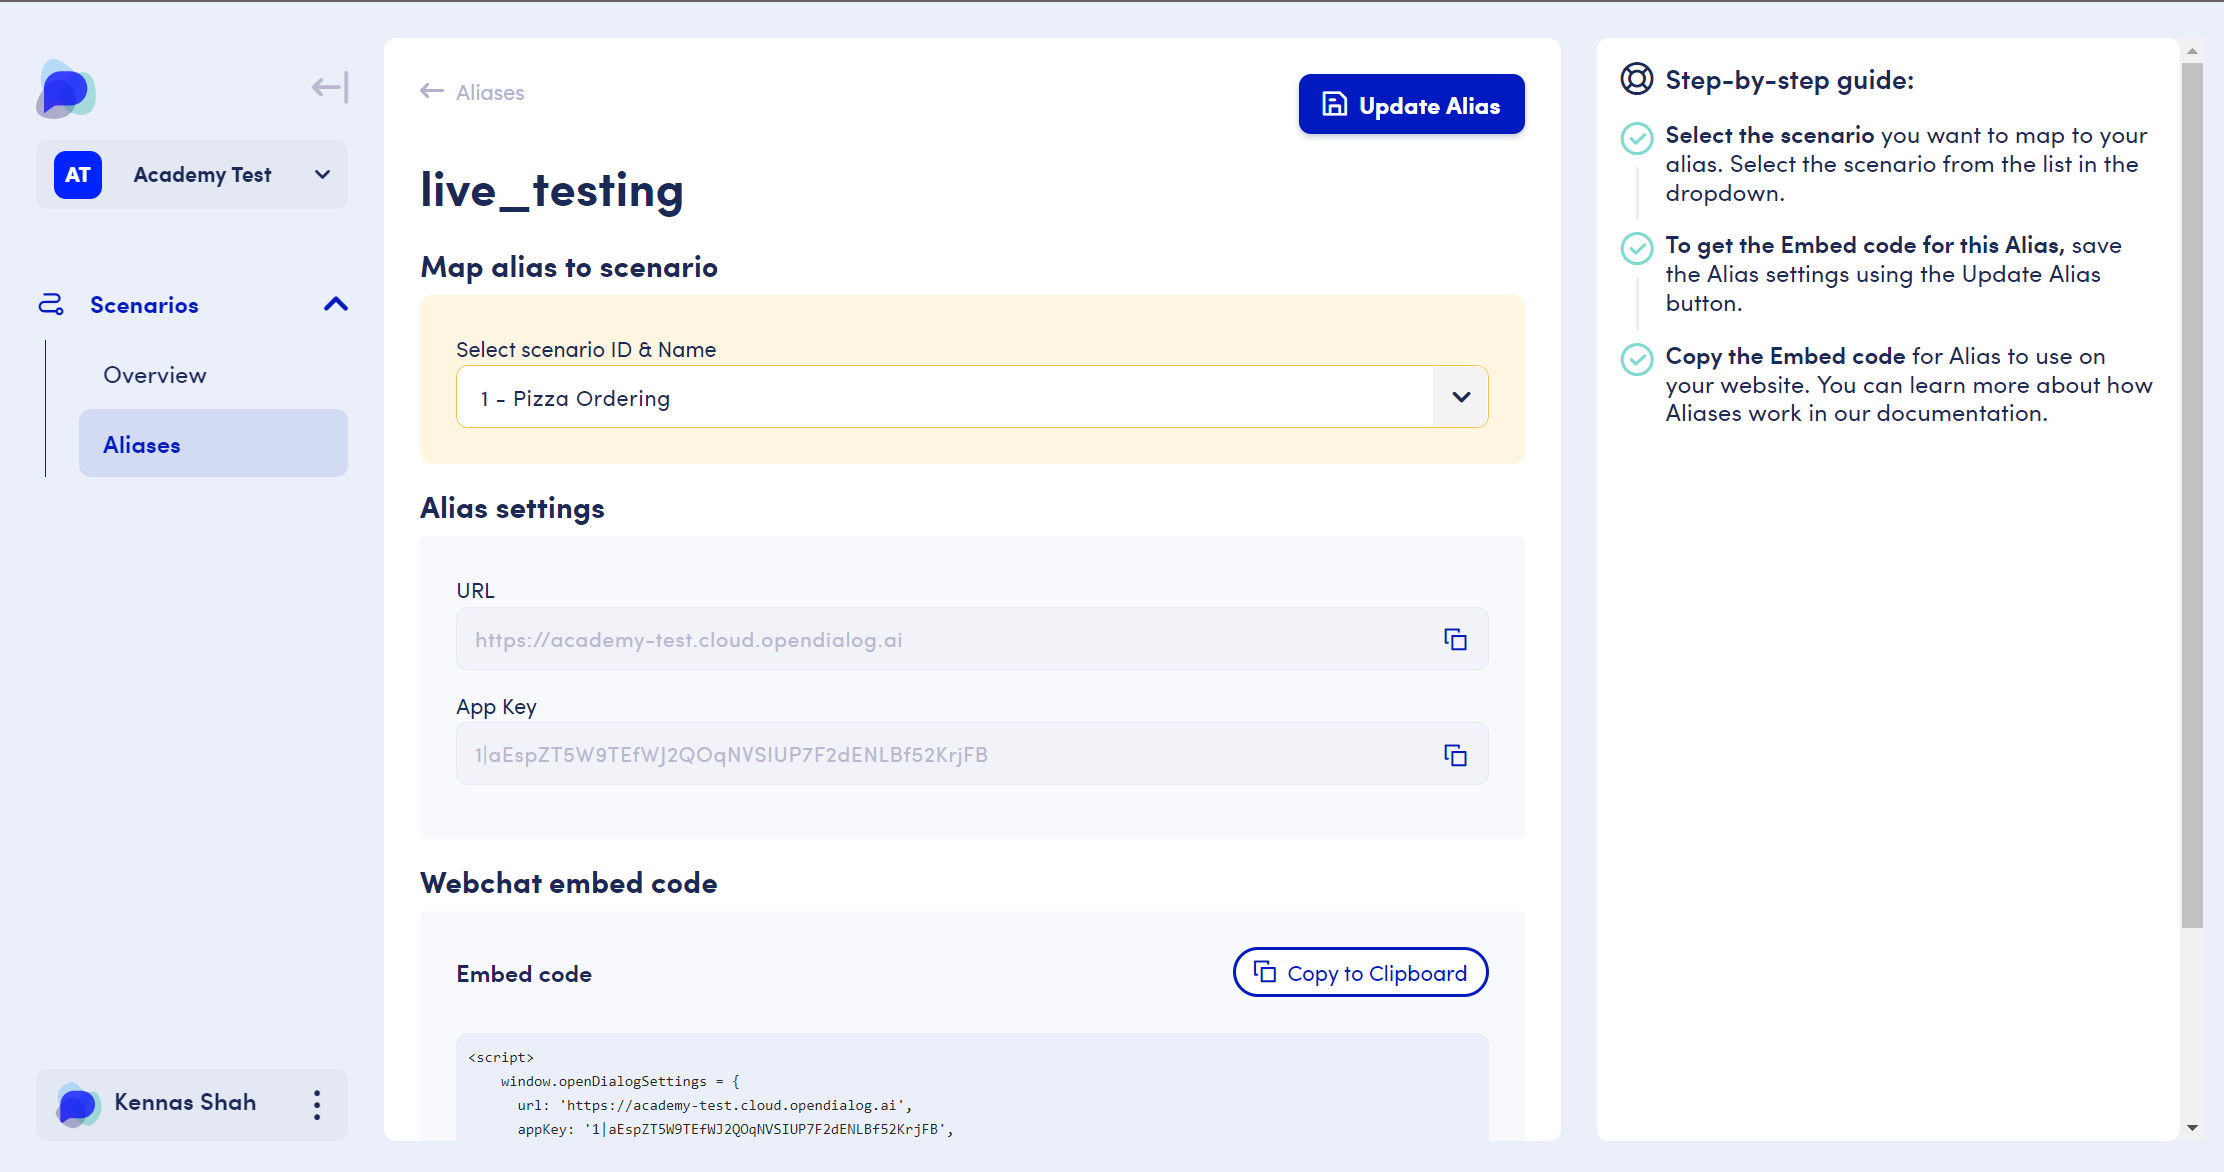 AT
Academy Test
Scenarios
Overview
Aliases
Kennas Shah
Aliases
Update Alias
live_testing
Map alias to scenario
Select scenario ID & Name
1 - Pizza Ordering
Alias settings
URL
https://academy-test.cloud.opendialog.ai
App Key
1|aEspZT5W9TEfWJ2QOqNVSIUP7F2dENLBf52KrjFB
Webchat embed code
Embed code
Copy to Clipboard
<script>
window.openDialogSettings = {
url: 'https://academy-test.cloud.opendialog.ai',
appKey: '1|aEspZT5W9TEfWJ2QOqNVSIUP7F2dENLBf52KrjFB',
Step-by-step guide:
Select the scenario you want to map to your
alias. Select the scenario from the list in the
dropdown.
To get the Embed code for this Alias, save
the Alias settings using the Update Alias
button.
Copy the Embed code for Alias to use on
your website. You can learn more about how
Aliases work in our documentation.